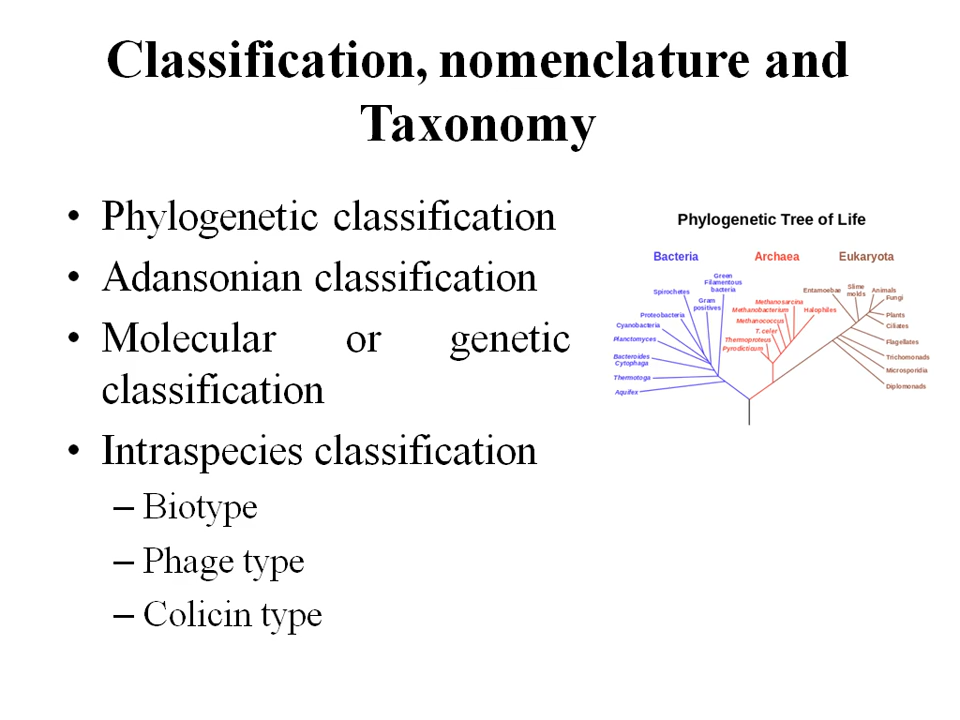 Classification, nomenclature and
Taxonomy
• Phylogenetic classification
• Adansonian classification
• Molecular or genetic
classification
• Intraspecies classification
– Biotype
– Phage type
– Colicin type
Phylogenetic Tree of Life
Bacteria Archaea Eukaryota
Green
Filamentous
bacteria
Spirochetes
Gram
positives
Proteobacteria
Cyanobacteria
Planctomyces
Bacteroides
Cytophaga
Thermotoga
Aquifex
Methanosarcina
Methanobacterium
Halophiles
Methanococcus
T. celer
Thermoproteus
Pyrodicticum
Entamoebae
Slime
molds
Animals
Fungi
Plants
Ciliates
Flagellates
Trichomonads
Microsporidia
Diplomonads